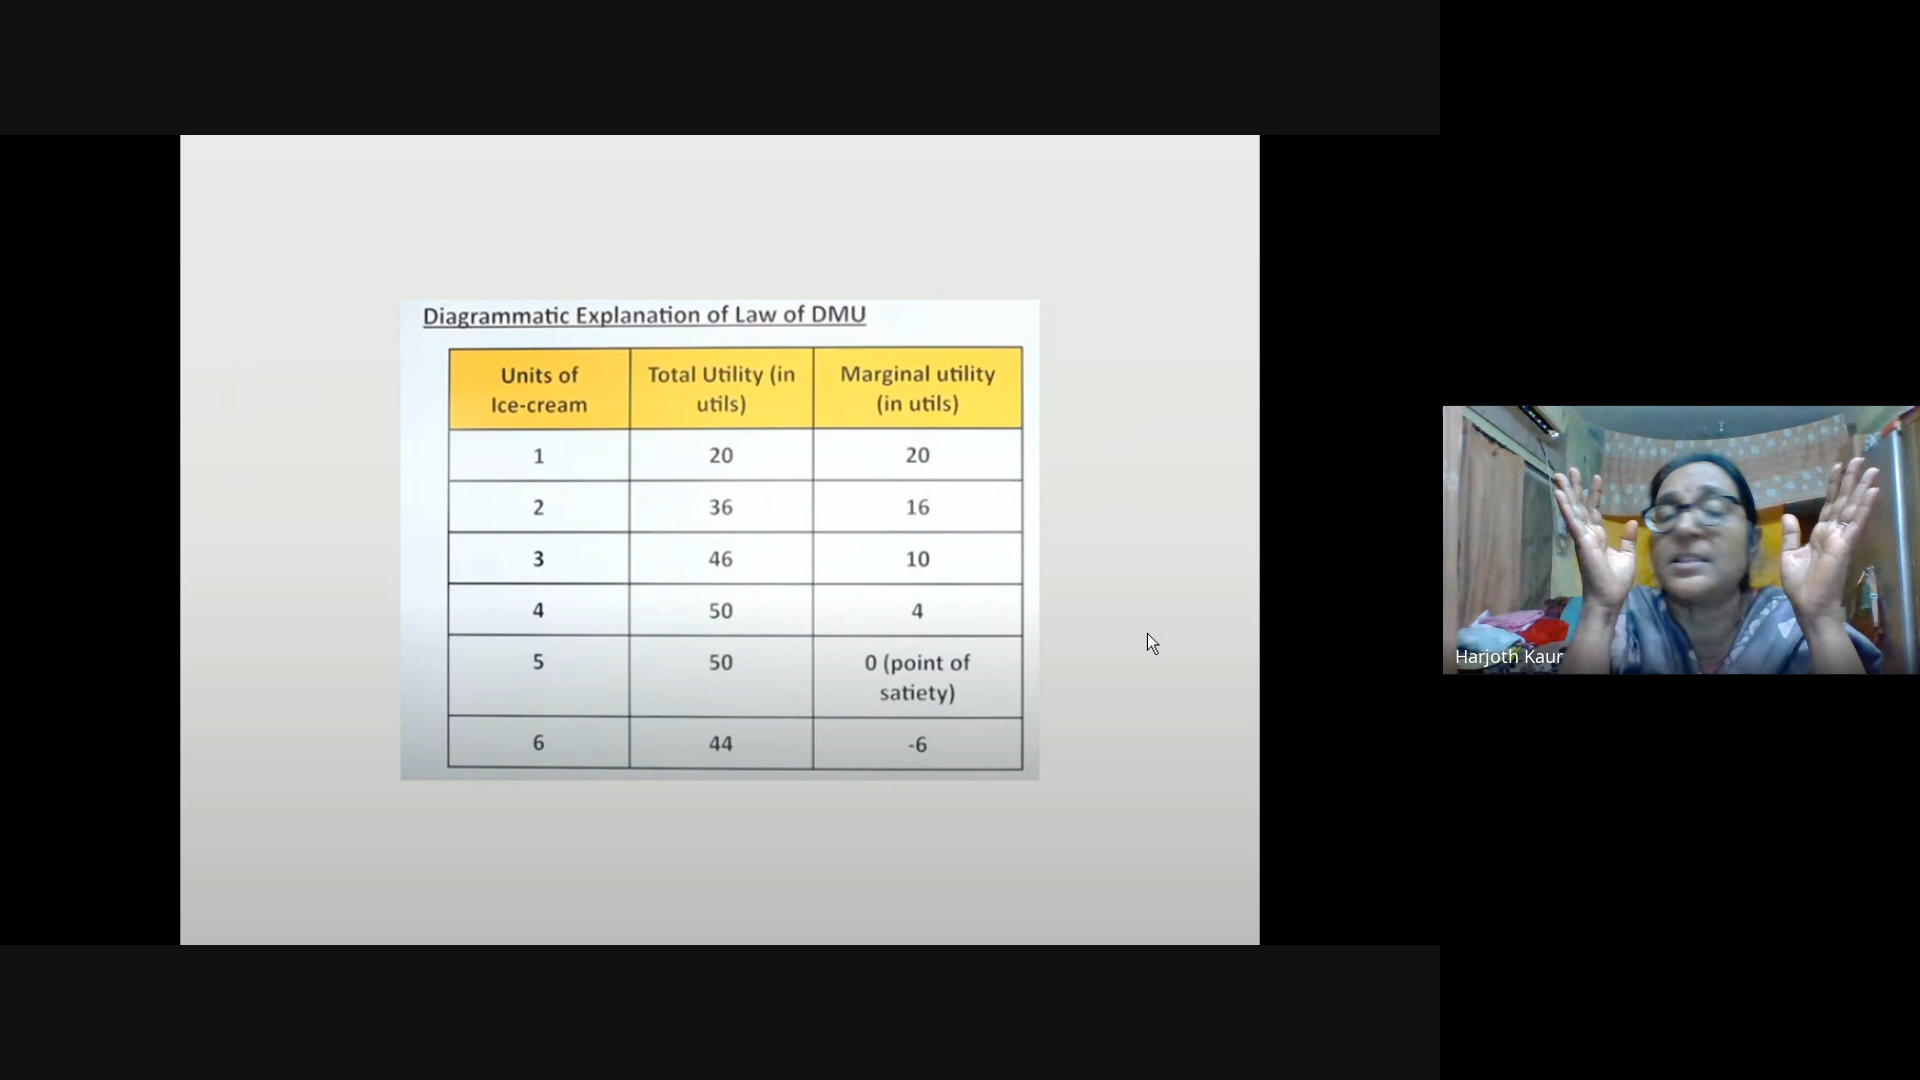 Diagrammatic Explanation of Law of DMU
Units of
Ice-cream
Total Utility (in
utils)
Marginal utility
(in utils)
1
20
20
2
36
16
3
46
10
4
50
4
5
50
0 (point of
satiety)
6
44
-6
Harjoth Kaur